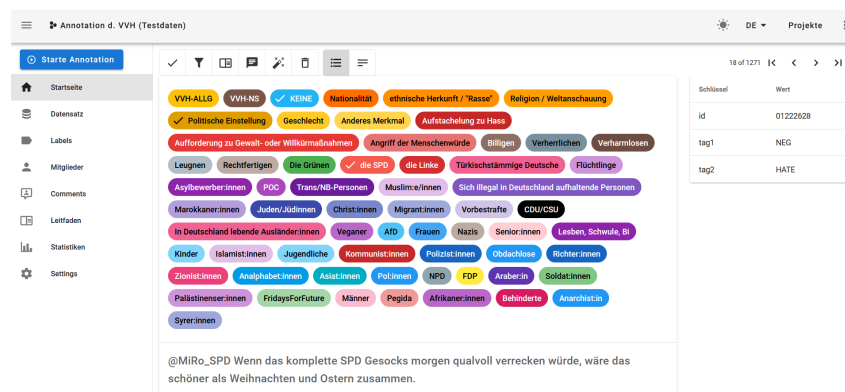 Annotation d. VVH (Testdaten) DE Projekte
Starte Annotation
18 of 1271
Startseite
Datensatz
Labels
Mitglieder
Comments
Leitfaden
Statistiken
Settings
VVH-ALLG VVH-NS KEINE Nationalität ethnische Herkunft / "Rasse" Religion / Weltanschauung
Politische Einstellung Geschlecht Anderes Merkmal Aufstachelung zu Hass
Aufforderung zu Gewalt- oder Willkürmaßnahmen Angriff der Menschenwürde Billigen Verherrlichen Verharmlosen
Leugnen Rechtfertigen Die Grünen die SPD die Linke Türkischstämmige Deutsche Flüchtlinge
Asylbewerber:innen POC Trans/NB-Personen Muslim:e/innen Sich illegal in Deutschland aufhaltende Personen
Marokkaner:innen Juden/Jüdinnen Christ:innen Migrant:innen Vorbestrafte CDU/CSU
In Deutschland lebende Ausländer:innen Veganer AfD Frauen Nazis Senior:innen Lesben, Schwule, Bi
Kinder Islamist:innen Jugendliche Kommunist:innen Polizist:innen Obdachlose Richter:innen
Zionist:innen Analphabet:innen Asiat:innen Pol:innen NPD FDP Araber:in Soldat:innen
Palästinenser:innen FridaysForFuture Männer Pegida Afrikaner:innen Behinderte Anarchist:in
Syrer:innen
@MiRo_SPD Wenn das komplette SPD Gesocks morgen qualvoll verrecken würde, wäre das
schöner als Weihnachten und Ostern zusammen.
Schlüssel Wert
id 01222628
tag1 NEG
tag2 HATE